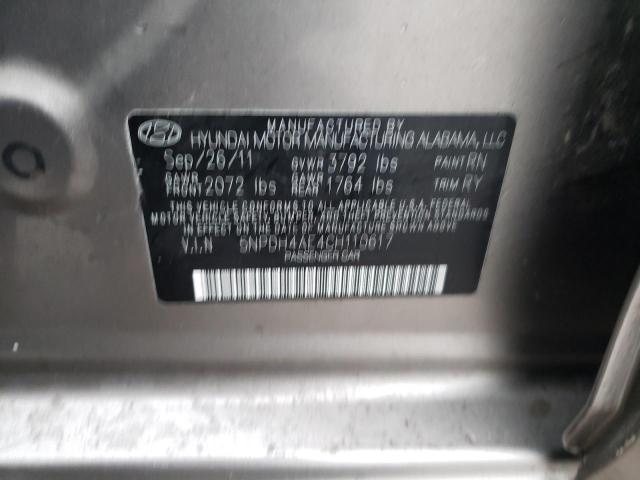 MANUFACTURED BY
HYUNDAI MOTOR MANUFACTURING ALABAMA, LLC
Sep/26/11 GVWR 3792 lbs PAINT RN
GAWR FRONT 2072 lbs GAWR REAR 1764 lbs TRIM RY
THIS VEHICLE CONFORMS TO ALL APPLICABLE U.S.A. FEDERAL
MOTOR VEHICLE SAFETY, BUMPER, AND THEFT PREVENTION STANDARDS
IN EFFECT ON THE DATE OF MANUFACTURE SHOWN ABOVE.
V.I.N 5NPDH4AE4CH110617
PASSENGER CAR